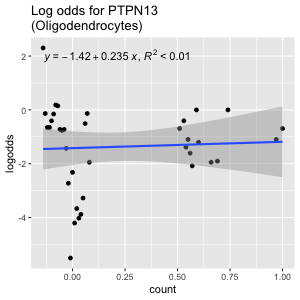 Log odds for PTPN13
(Oligodendrocytes)
y = −1.42 + 0.235 x, R² < 0.01
2
0
-2
-4
logodds
0.00 0.25 0.50 0.75 1.00
count